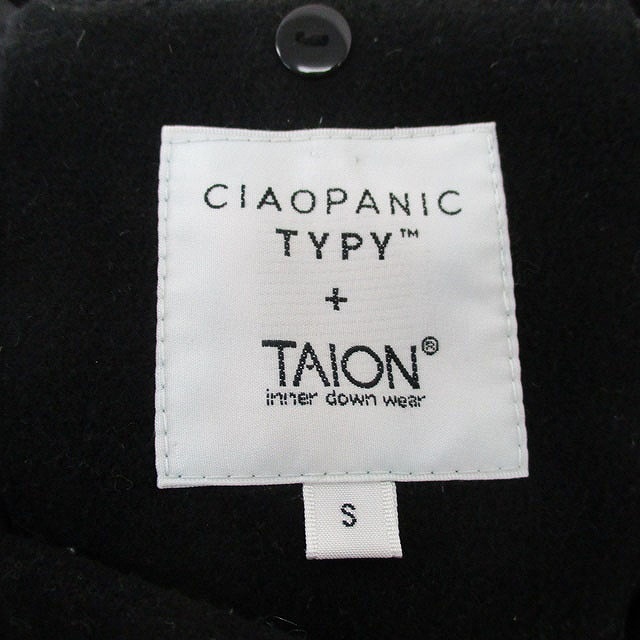 CIAOPANIC
TYPY™
+
TAION®
inner down wear
S